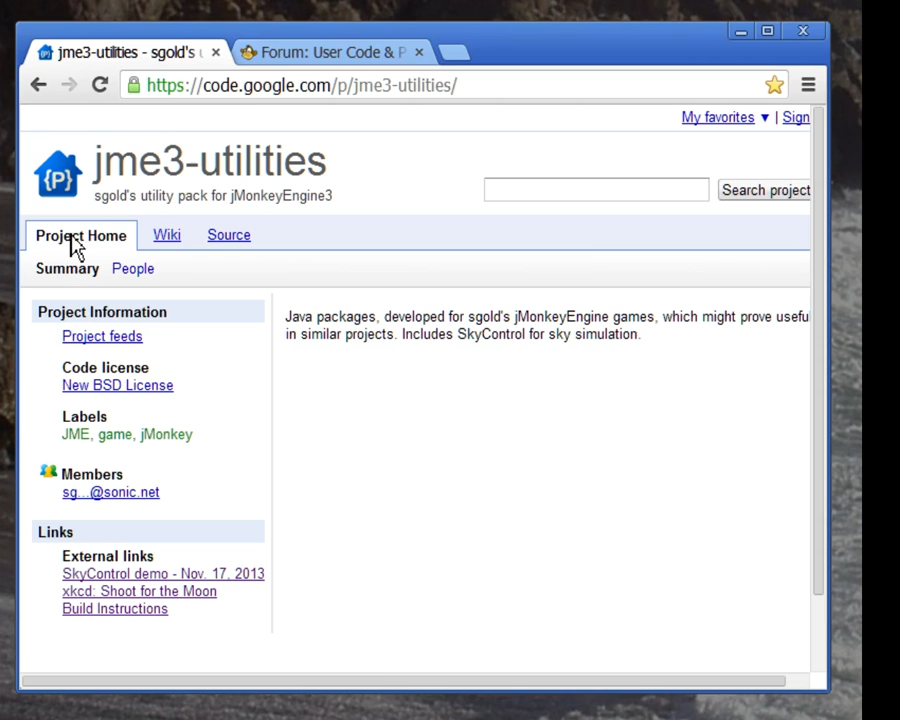 jme3-utilities - sgold's
Forum: User Code & P
https://code.google.com/p/jme3-utilities/
My favorites ▼ | Sign
{P}
jme3-utilities
sgold's utility pack for jMonkeyEngine3
Search project
Project Home
Wiki
Source
Summary
People
Project Information
Project feeds
Code license
New BSD License
Labels
JME, game, jMonkey
Members
sg...@sonic.net
Links
External links
SkyControl demo - Nov. 17, 2013
xkcd: Shoot for the Moon
Build Instructions
Java packages, developed for sgold's jMonkeyEngine games, which might prove usefu
in similar projects. Includes SkyControl for sky simulation.